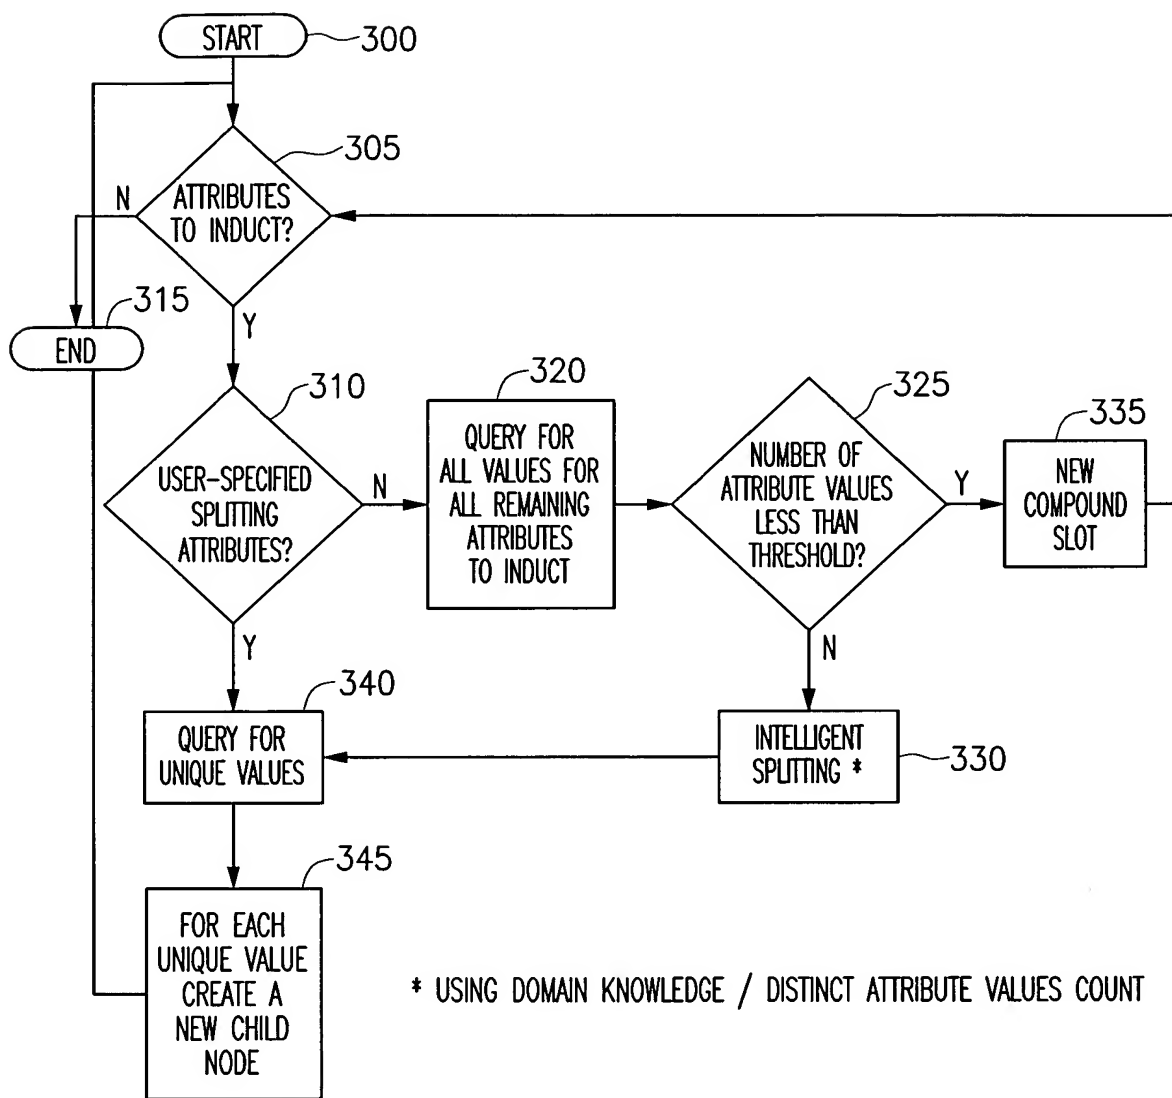 START
300
305
ATTRIBUTES
TO INDUCT?
N
Y
315
END
310
USER-SPECIFIED
SPLITTING
ATTRIBUTES?
N
Y
320
QUERY FOR
ALL VALUES FOR
ALL REMAINING
ATTRIBUTES
TO INDUCT
325
NUMBER OF
ATTRIBUTE VALUES
LESS THAN
THRESHOLD?
Y
N
335
NEW
COMPOUND
SLOT
340
QUERY FOR
UNIQUE VALUES
INTELLIGENT
SPLITTING *
330
345
FOR EACH
UNIQUE VALUE
CREATE A
NEW CHILD
NODE
* USING DOMAIN KNOWLEDGE / DISTINCT ATTRIBUTE VALUES COUNT